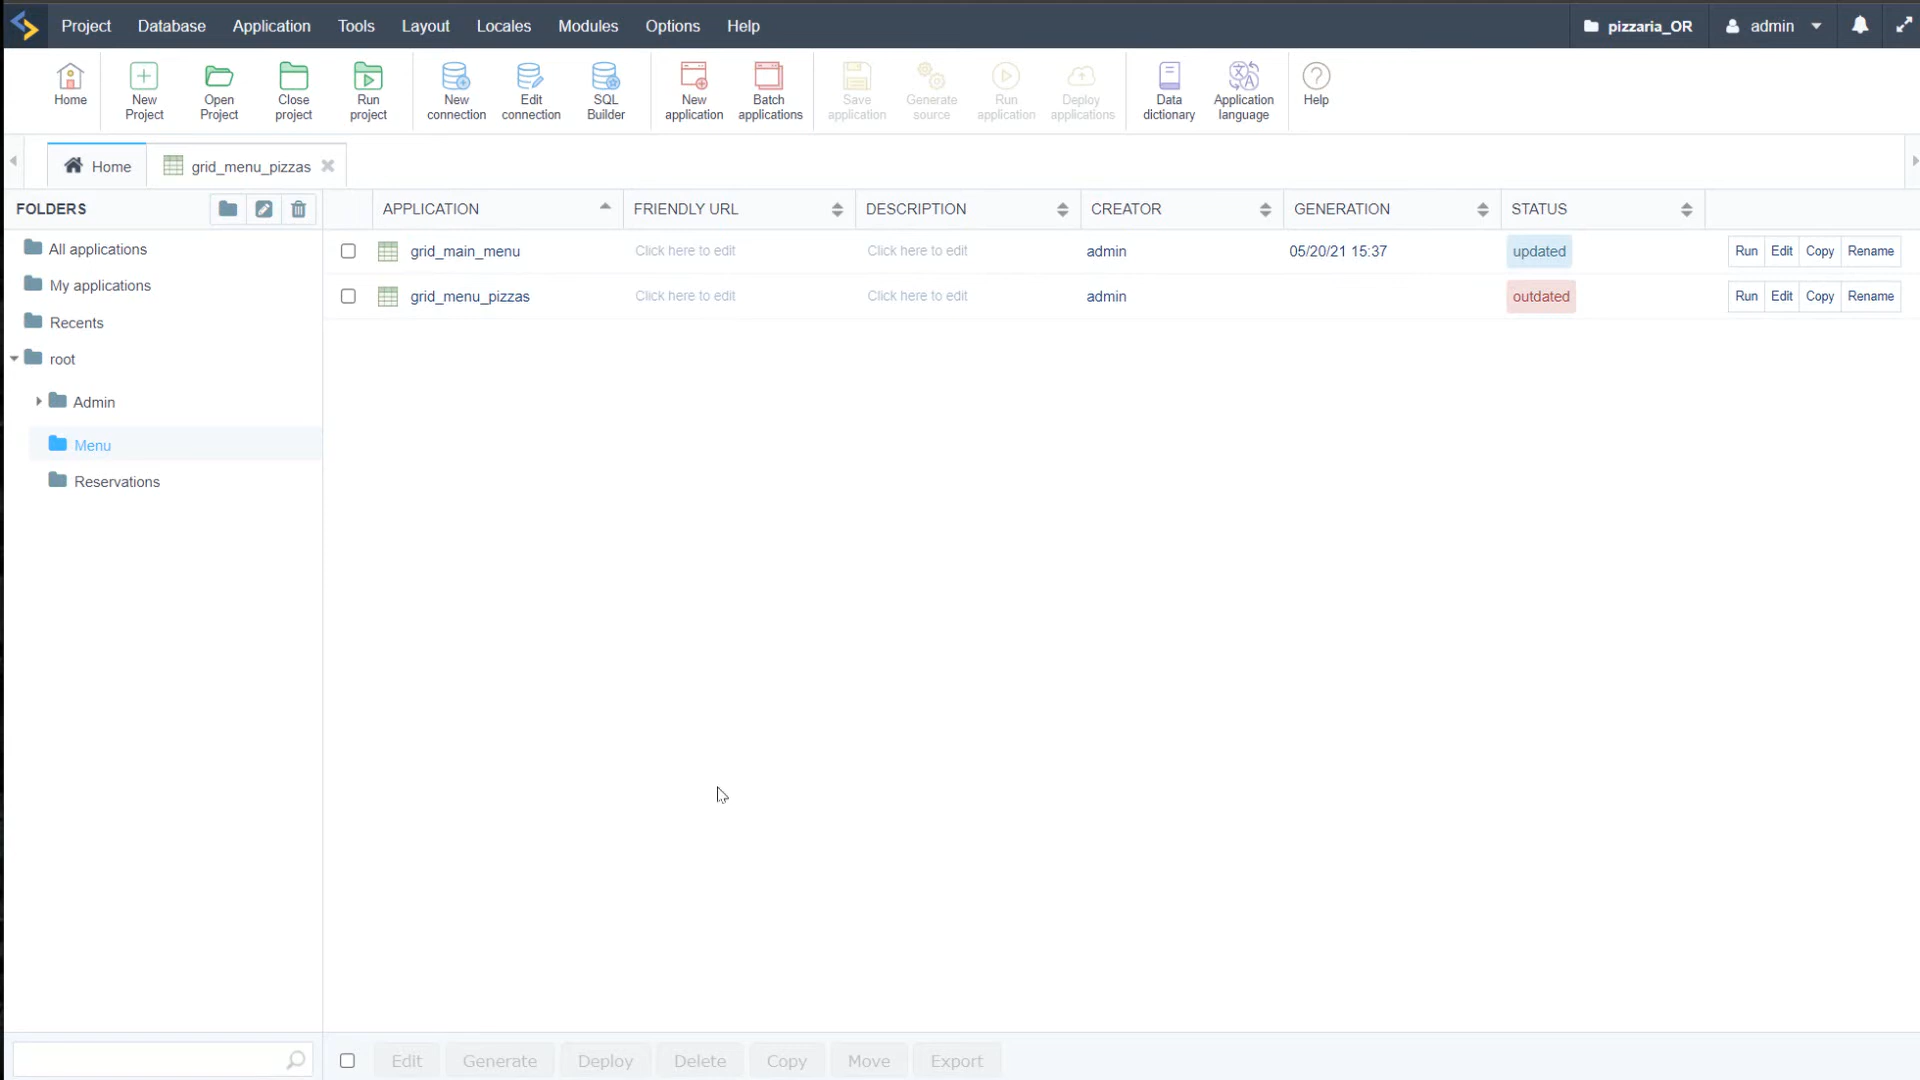 Project Database Application Tools Layout Locales Modules Options Help pizzaria_OR admin
Home New Project Open Project Close project Run project New connection Edit connection SQL Builder New application Batch applications Save application Generate source Run application Deploy applications Data dictionary Application language Help
Home grid_menu_pizzas
FOLDERS APPLICATION FRIENDLY URL DESCRIPTION CREATOR GENERATION STATUS
All applications
grid_main_menu Click here to edit Click here to edit admin 05/20/21 15:37 updated Run Edit Copy Rename
My applications
grid_menu_pizzas Click here to edit Click here to edit admin outdated Run Edit Copy Rename
Recents
root
Admin
Menu
Reservations
Edit Generate Deploy Delete Copy Move Export